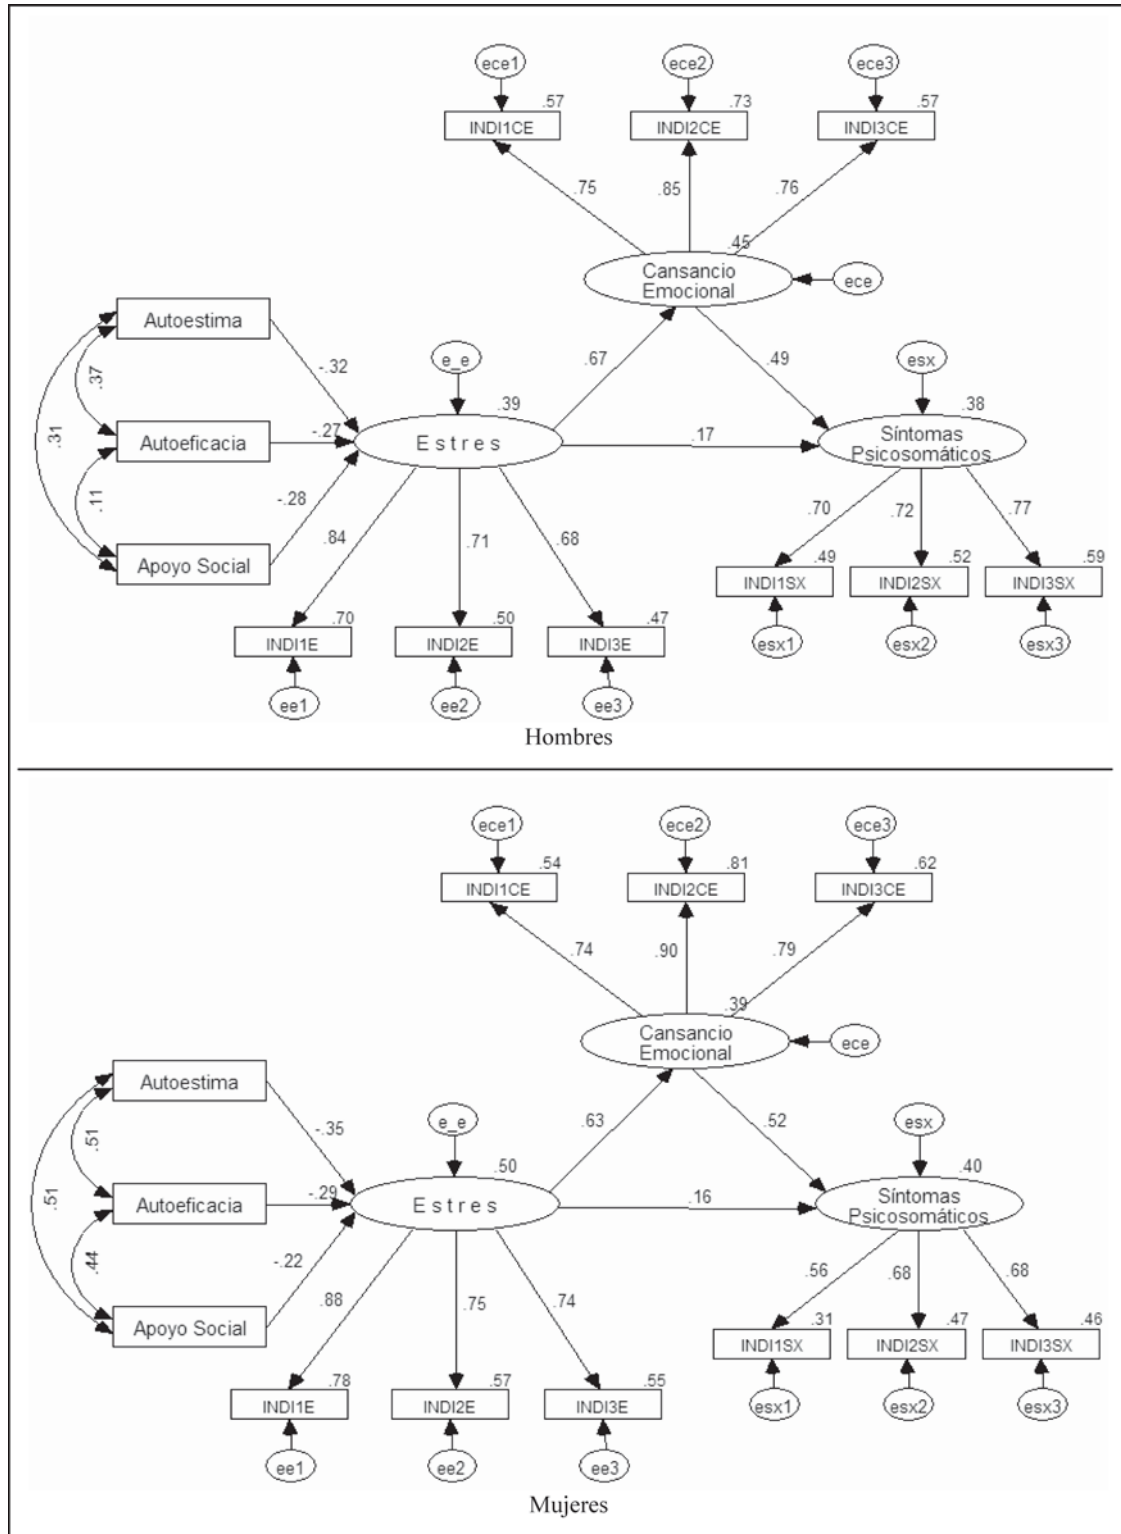 ece1
ece2
ece3
.57
.73
.57
INDI1CE
INDI2CE
INDI3CE
.75
.85
.76
.45
Cansancio
Emocional
ece
Autoestima
-.32
e_e
.67
.49
esx
.37
.31
.39
.38
Autoeficacia
-.27
E s t r e s
.17
Síntomas
Psicosomáticos
.11
-.28
.84
.71
.68
.70
.72
.77
Apoyo Social
.49
.52
.59
INDI1SX
INDI2SX
INDI3SX
.70
.50
.47
INDI1E
INDI2E
INDI3E
esx1
esx2
esx3
ee1
ee2
ee3
Hombres
ece1
ece2
ece3
.54
.81
.62
INDI1CE
INDI2CE
INDI3CE
.74
.90
.79
.39
Cansancio
Emocional
ece
Autoestima
-.35
e_e
.63
.52
esx
.51
.51
.50
.40
Autoeficacia
-.29
E s t r e s
.16
Síntomas
Psicosomáticos
.44
-.22
.88
.75
.74
.56
.68
.68
Apoyo Social
.31
.47
.46
INDI1SX
INDI2SX
INDI3SX
.78
.57
.55
INDI1E
INDI2E
INDI3E
esx1
esx2
esx3
ee1
ee2
ee3
Mujeres